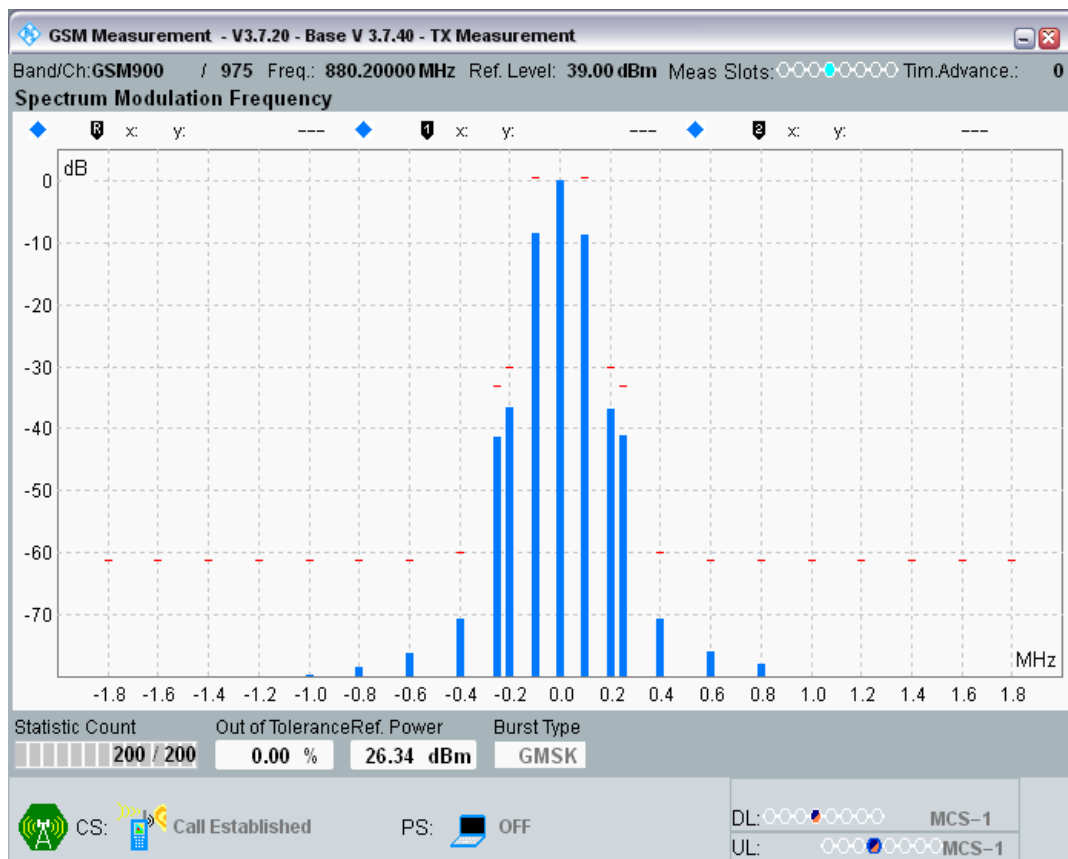 GSM Measurement - V3.7.20 - Base V 3.7.40 - TX Measurement
Band/Ch:GSM900 / 975 Freq.: 880.20000 MHz Ref. Level: 39.00 dBm Meas Slots: Tim.Advance.: 0
Spectrum Modulation Frequency
R x: y: --- 1 x: y: --- 2 x: y: ---
dB
0
-10
-20
-30
-40
-50
-60
-70
MHz
-1.8 -1.6 -1.4 -1.2 -1.0 -0.8 -0.6 -0.4 -0.2 0.0 0.2 0.4 0.6 0.8 1.0 1.2 1.4 1.6 1.8
Statistic Count Out of Tolerance Ref. Power Burst Type
200 / 200 0.00 % 26.34 dBm GMSK
CS: Call Established PS: OFF DL: MCS-1
UL: MCS-1